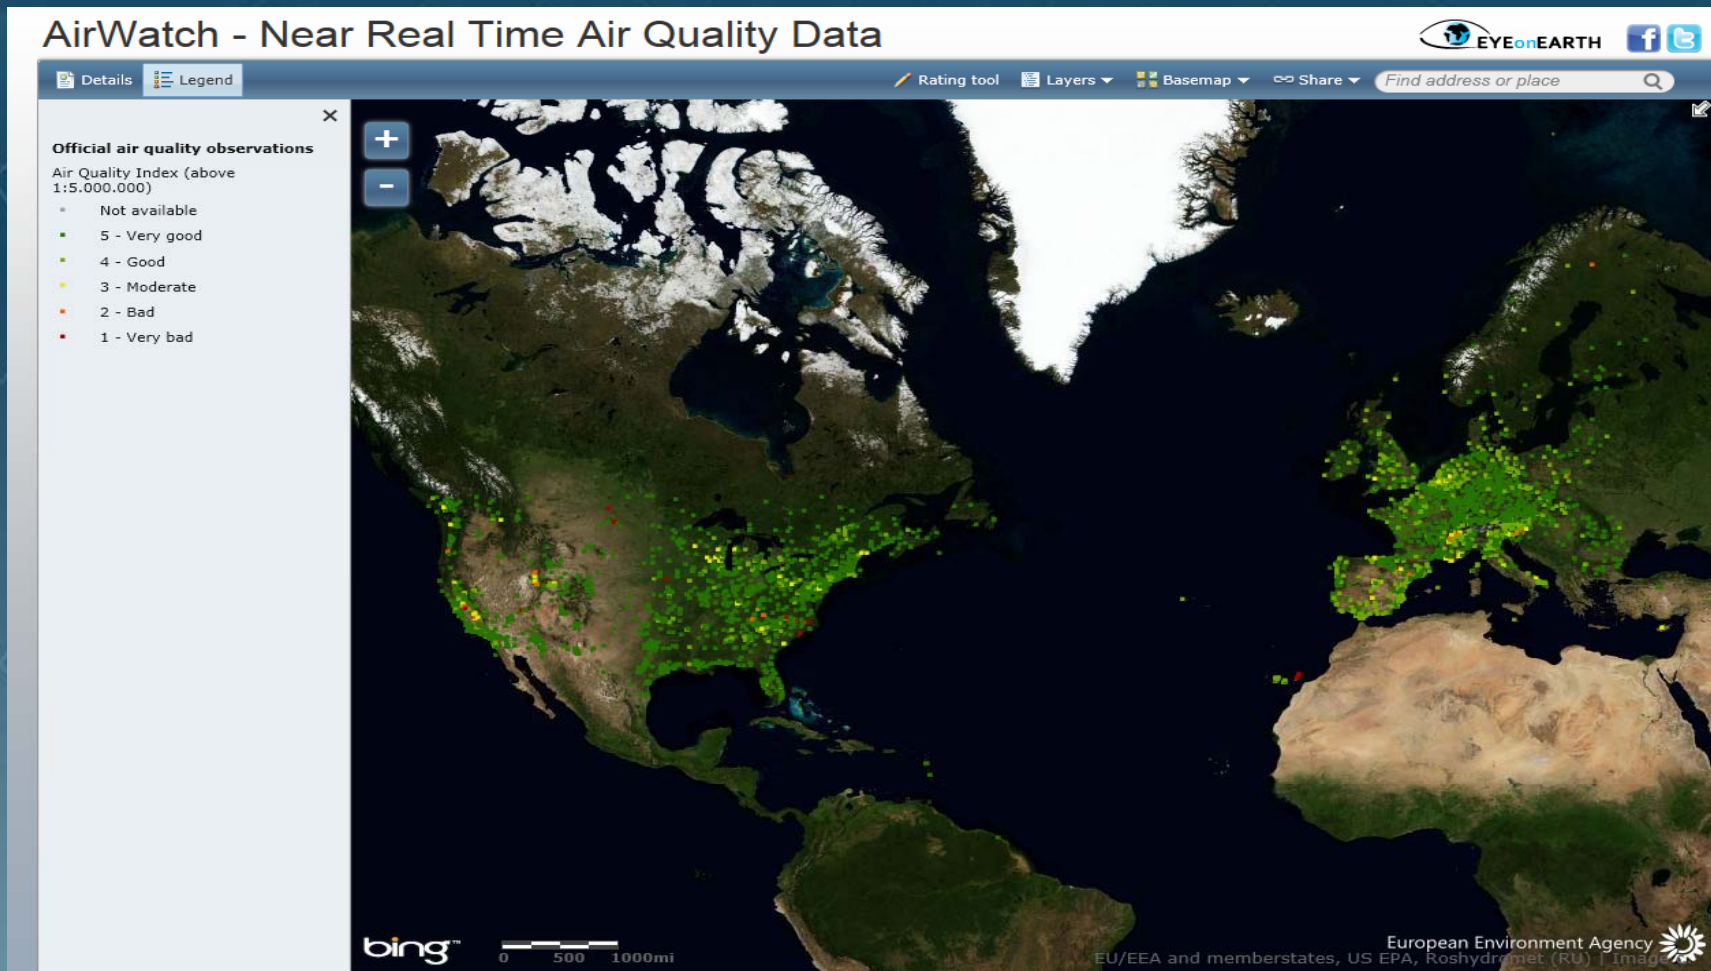 AirWatch - Near Real Time Air Quality Data
EYEonEARTH
Details
Legend
Rating tool
Layers
Basemap
Share
Find address or place
Official air quality observations
Air Quality Index (above
1:5.000.000)
Not available
5 - Very good
4 - Good
3 - Moderate
2 - Bad
1 - Very bad
bing™
0 500 1000mi
European Environment Agency
EU/EEA and memberstates, US EPA, Roshydromet (RU) | Image